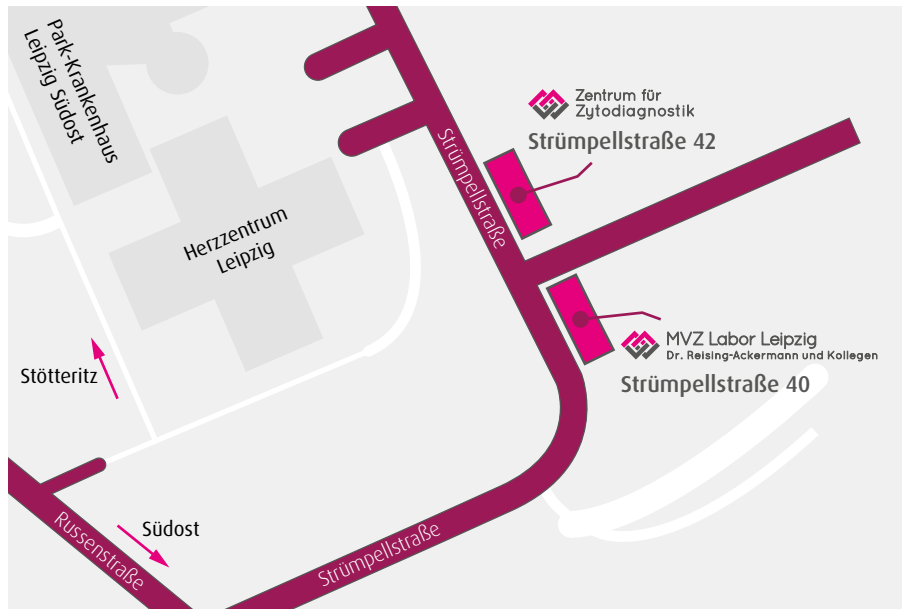 Park-Krankenhaus
Leipzig Südost
Zentrum für
Zytodiagnostik
Strümpellstraße 42
Strümpellstraße
Herzzentrum
Leipzig
MVZ Labor Leipzig
Dr. Reising-Ackermann und Kollegen
Strümpellstraße 40
Stötteritz
Südost
Russenstraße
Strümpellstraße